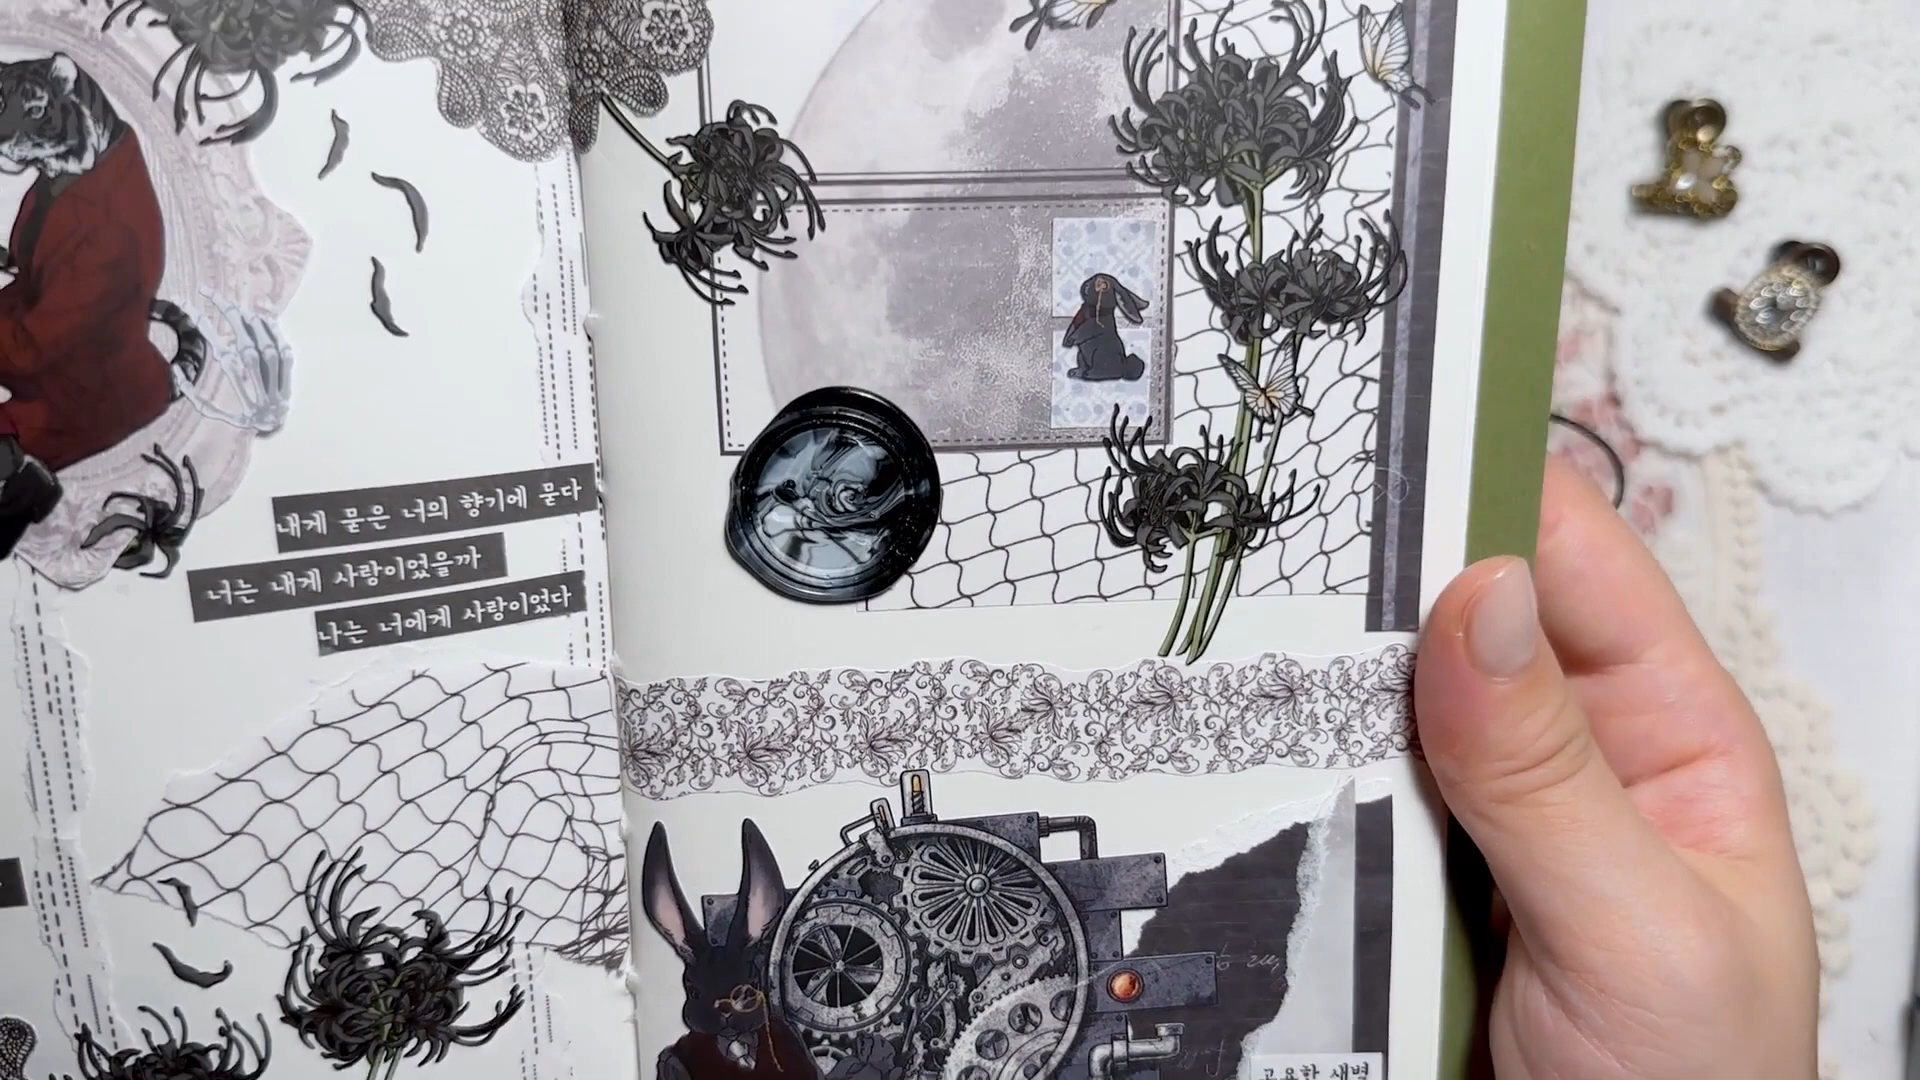 내게 묻은 너의 향기에 묻다
너는 내게 사랑이었을까
나는 너에게 사랑이었다
고요한 새벽